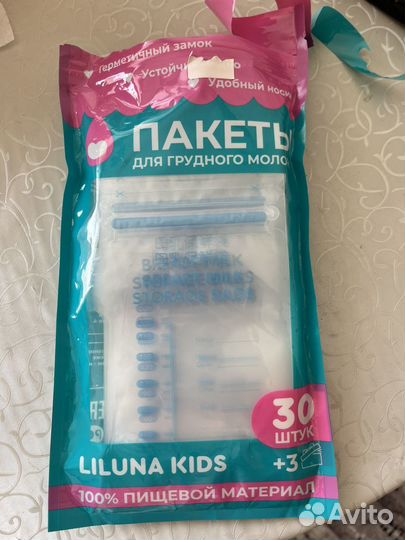 Герметичный замок
Удобный носик
ПАКЕТЫ
ДЛЯ ГРУДНОГО МОЛО
STORAGE BAGS
30
ШТУК
+3
LILUNA KIDS
100% ПИЩЕВОЙ МАТЕРИАЛ
Avito